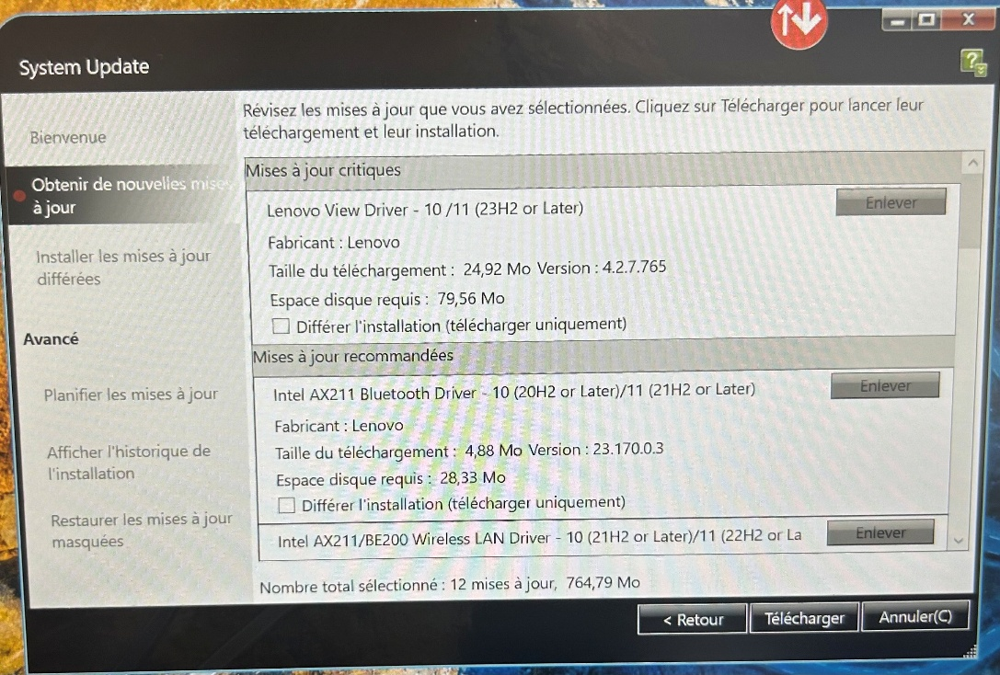 System Update
Bienvenue
Obtenir de nouvelles mises
à jour
Installer les mises à jour
différées
Avancé
Planifier les mises à jour
Afficher l'historique de
l'installation
Restaurer les mises à jour
masquées
Révisez les mises à jour que vous avez sélectionnées. Cliquez sur Télécharger pour lancer leur
téléchargement et leur installation.
Mises à jour critiques
Lenovo View Driver - 10 /11 (23H2 or Later)
Enlever
Fabricant : Lenovo
Taille du téléchargement : 24,92 Mo Version : 4.2.7.765
Espace disque requis : 79,56 Mo
Différer l'installation (télécharger uniquement)
Mises à jour recommandées
Intel AX211 Bluetooth Driver - 10 (20H2 or Later)/11 (21H2 or Later)
Enlever
Fabricant : Lenovo
Taille du téléchargement : 4,88 Mo Version : 23.170.0.3
Espace disque requis : 28,33 Mo
Différer l'installation (télécharger uniquement)
Intel AX211/BE200 Wireless LAN Driver - 10 (21H2 or Later)/11 (22H2 or La
Enlever
Nombre total sélectionné : 12 mises à jour, 764,79 Mo
< Retour
Télécharger
Annuler(C)